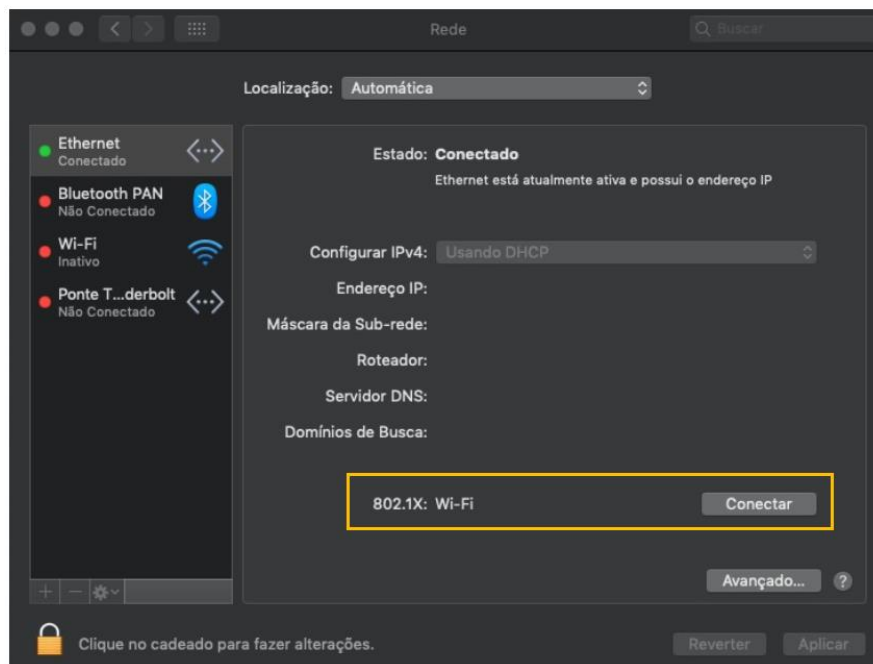 Rede
Buscar
Localização: Automática
Ethernet
Conectado
Bluetooth PAN
Não Conectado
Wi-Fi
Inativo
Ponte T...derbolt
Não Conectado
Estado: Conectado
Ethernet está atualmente ativa e possui o endereço IP
Configurar IPv4: Usando DHCP
Endereço IP:
Máscara da Sub-rede:
Roteador:
Servidor DNS:
Domínios de Busca:
802.1X: Wi-Fi Conectar
Avançado... ?
Clique no cadeado para fazer alterações.
Reverter Aplicar